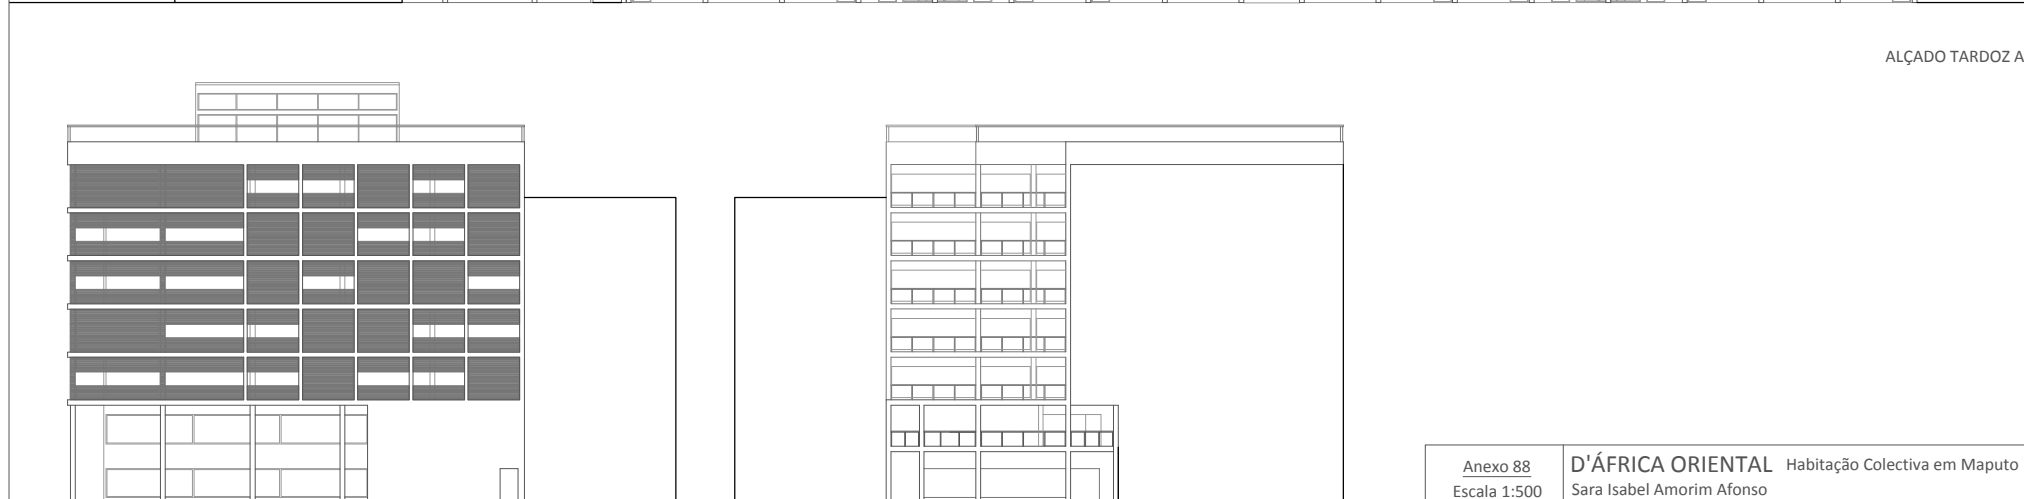 ALÇADO TARDOZ A
Anexo 88
Escala 1:500
D'ÁFRICA ORIENTAL Habitação Colectiva em Maputo
Sara Isabel Amorim Afonso